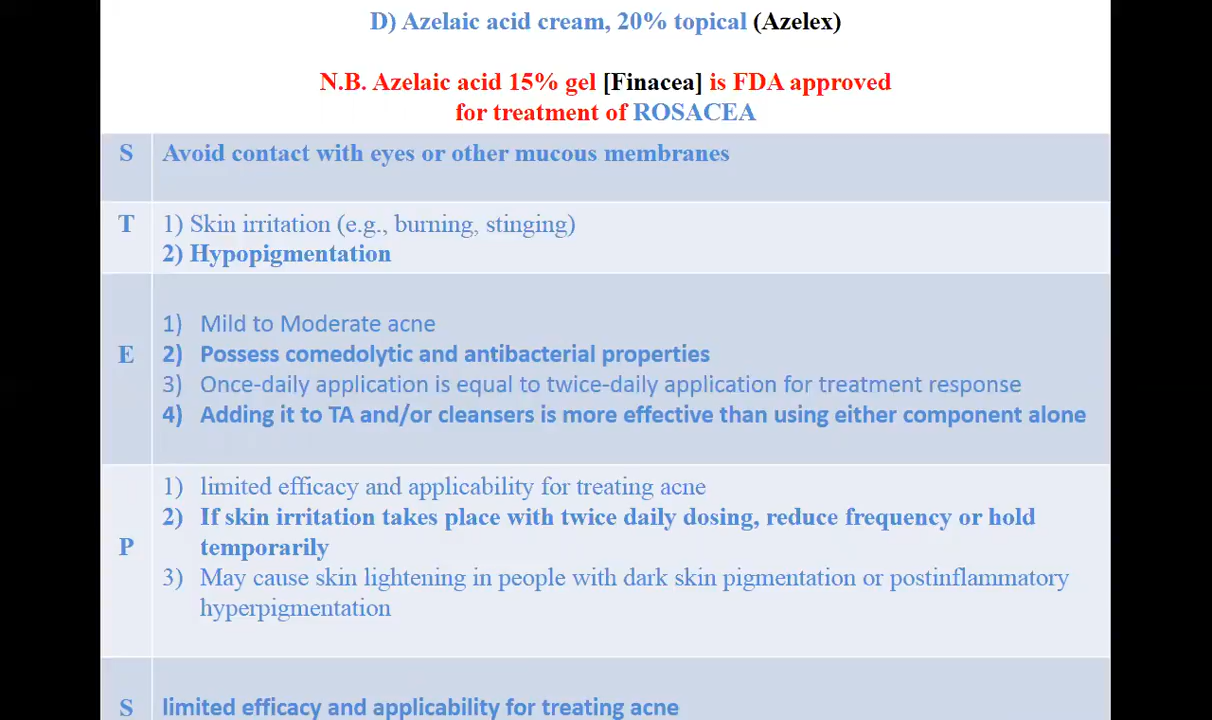 D) Azelaic acid cream, 20% topical (Azelex)
N.B. Azelaic acid 15% gel [Finacea] is FDA approved
for treatment of ROSACEA
S Avoid contact with eyes or other mucous membranes
T 1) Skin irritation (e.g., burning, stinging)
2) Hypopigmentation
1) Mild to Moderate acne
E 2) Possess comedolytic and antibacterial properties
3) Once-daily application is equal to twice-daily application for treatment response
4) Adding it to TA and/or cleansers is more effective than using either component alone
1) limited efficacy and applicability for treating acne
2) If skin irritation takes place with twice daily dosing, reduce frequency or hold
P temporarily
3) May cause skin lightening in people with dark skin pigmentation or postinflammatory
hyperpigmentation
S limited efficacy and applicability for treating acne